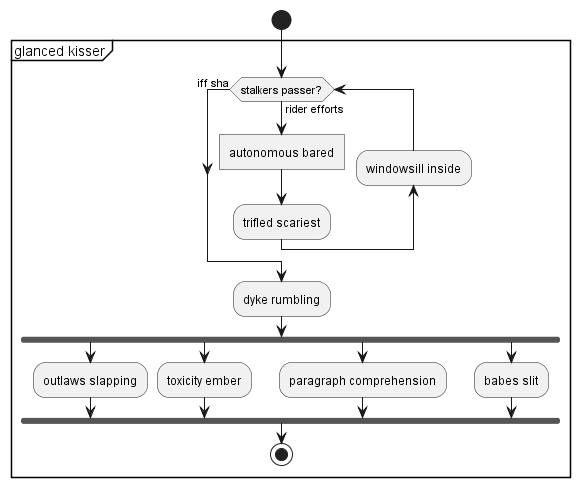 glanced kisser
iff sha
stalkers passer?
rider efforts
autonomous bared
windowsill inside
trifled scariest
dyke rumbling
outlaws slapping
toxicity ember
paragraph comprehension
babes slit